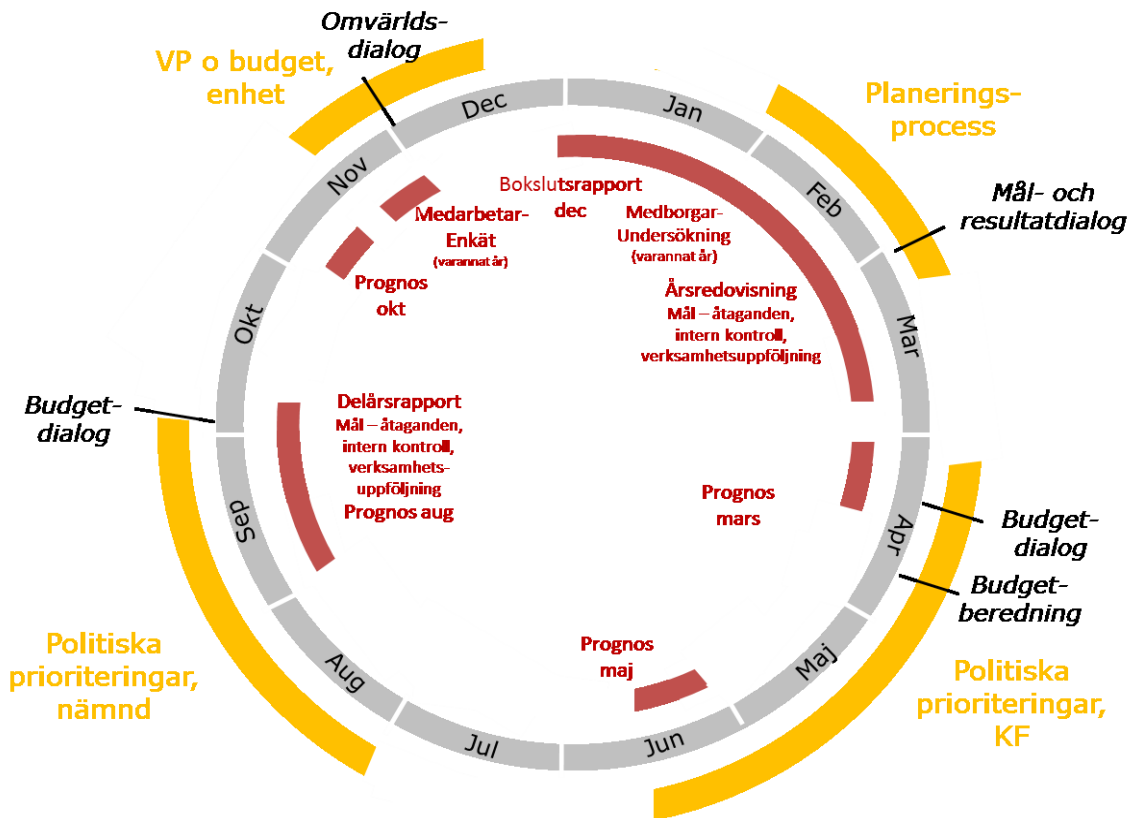 Omvärlds-
dialog
VP o budget,
enhet
Planerings-
process
Mål- och
resultatdialog
Jan
Feb
Mar
Apr
Maj
Jun
Jul
Aug
Sep
Okt
Nov
Dec
Bokslutsrapport
dec
Medborgar-
Undersökning
(varannat år)
Årsredovisning
Mål – åtaganden,
intern kontroll,
verksamhetsuppföljning
Medarbetar-
Enkät
(varannat år)
Prognos
okt
Budget-
dialog
Delårsrapport
Mål – åtaganden,
intern kontroll,
verksamhets-
uppföljning
Prognos aug
Prognos
mars
Budget-
dialog
Budget-
beredning
Prognos
maj
Politiska
prioriteringar,
nämnd
Politiska
prioriteringar,
KF